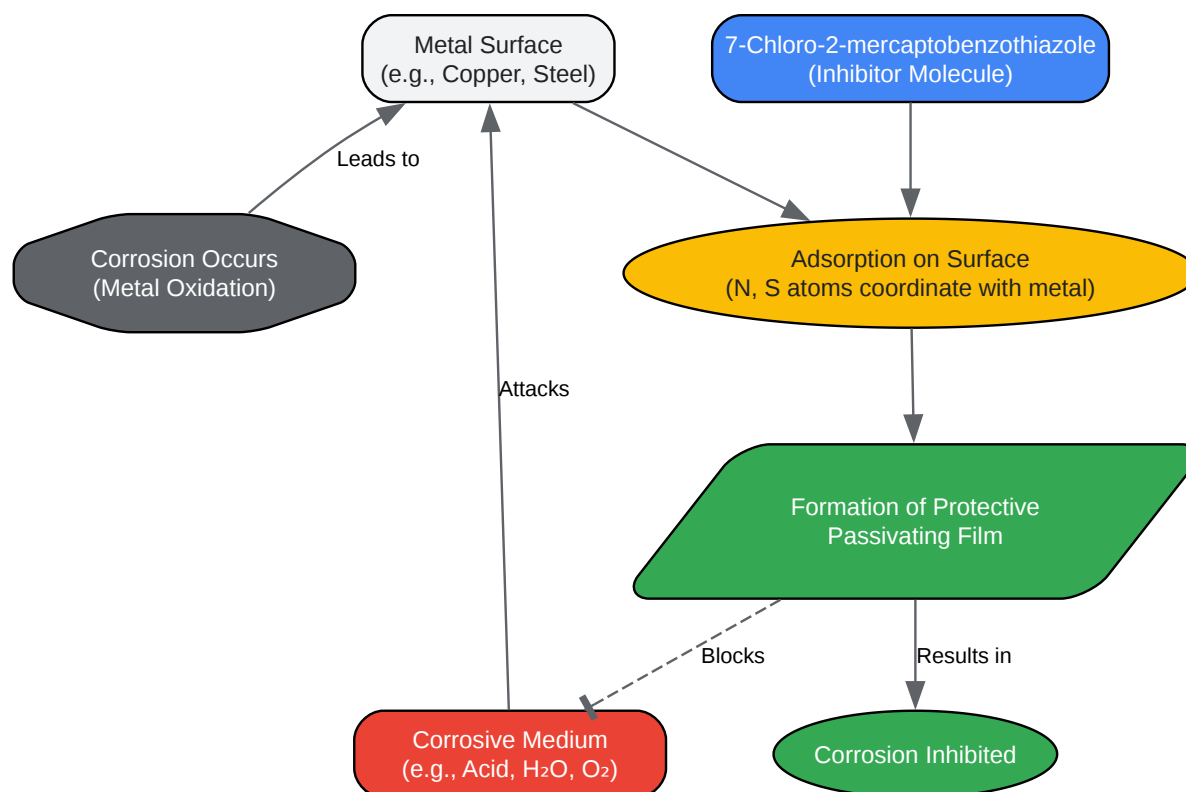 Metal Surface
(e.g., Copper, Steel)
7-Chloro-2-mercaptobenzothiazole
(Inhibitor Molecule)
Leads to
Corrosion Occurs
(Metal Oxidation)
Adsorption on Surface
(N, S atoms coordinate with metal)
Attacks
Formation of Protective
Passivating Film
Blocks
Results in
Corrosive Medium
(e.g., Acid, H₂O, O₂)
Corrosion Inhibited